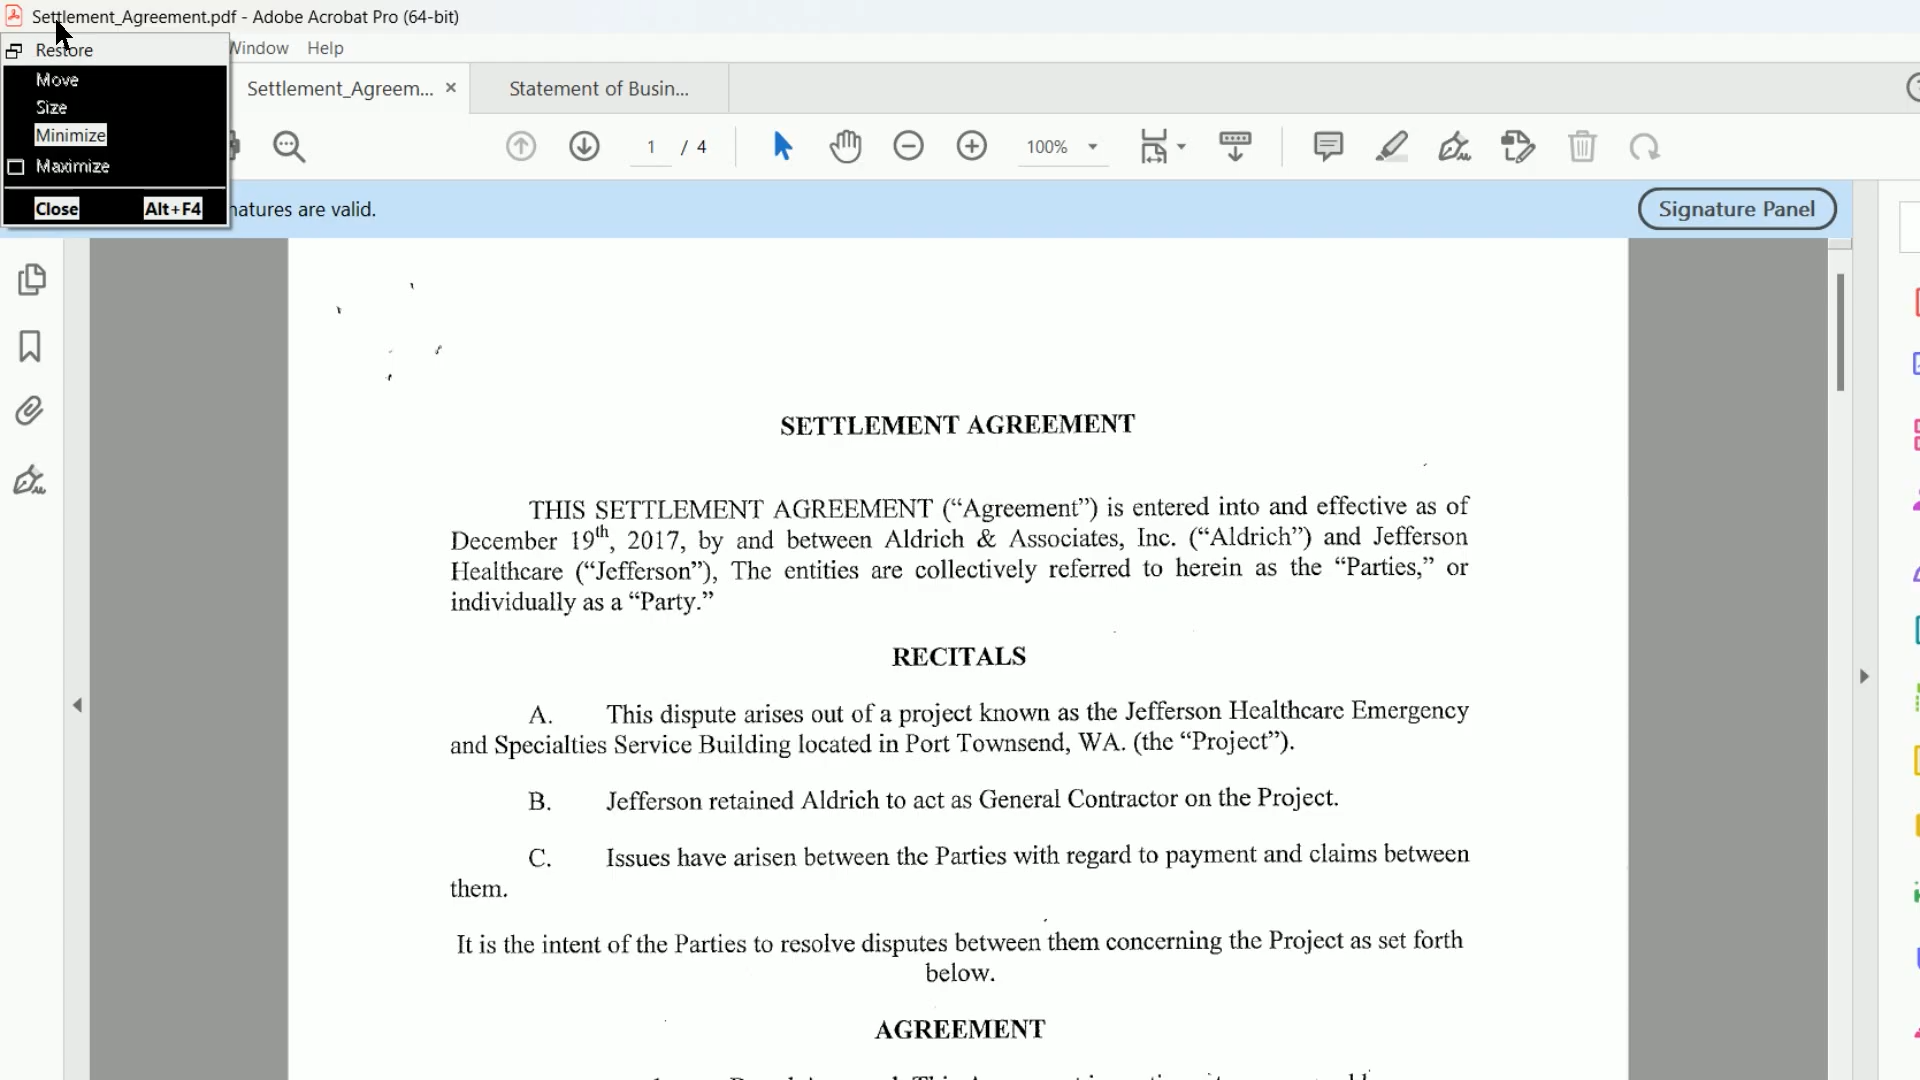 Settlement_Agreement.pdf - Adobe Acrobat Pro (64-bit)
Restore
Move
Size
Minimize
Maximize
Close Alt+F4
Window Help
Settlement_Agreem... × Statement of Busin...
1 / 4 100%
natures are valid.
Signature Panel
SETTLEMENT AGREEMENT
THIS SETTLEMENT AGREEMENT (“Agreement”) is entered into and effective as of
December 19th, 2017, by and between Aldrich & Associates, Inc. (“Aldrich”) and Jefferson
Healthcare (“Jefferson”), The entities are collectively referred to herein as the “Parties,” or
individually as a “Party.”
RECITALS
A. This dispute arises out of a project known as the Jefferson Healthcare Emergency
and Specialties Service Building located in Port Townsend, WA. (the “Project”).
B. Jefferson retained Aldrich to act as General Contractor on the Project.
C. Issues have arisen between the Parties with regard to payment and claims between
them.
It is the intent of the Parties to resolve disputes between them concerning the Project as set forth
below.
AGREEMENT